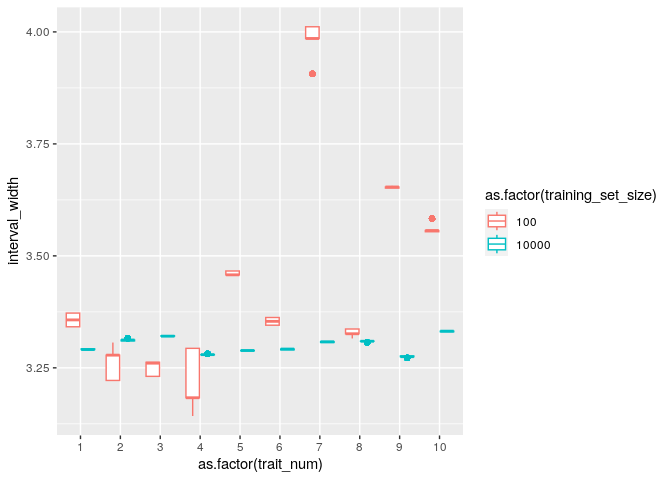 4.00
3.75
3.50
3.25
interval_width
1 2 3 4 5 6 7 8 9 10
as.factor(trait_num)
as.factor(training_set_size)
100
10000